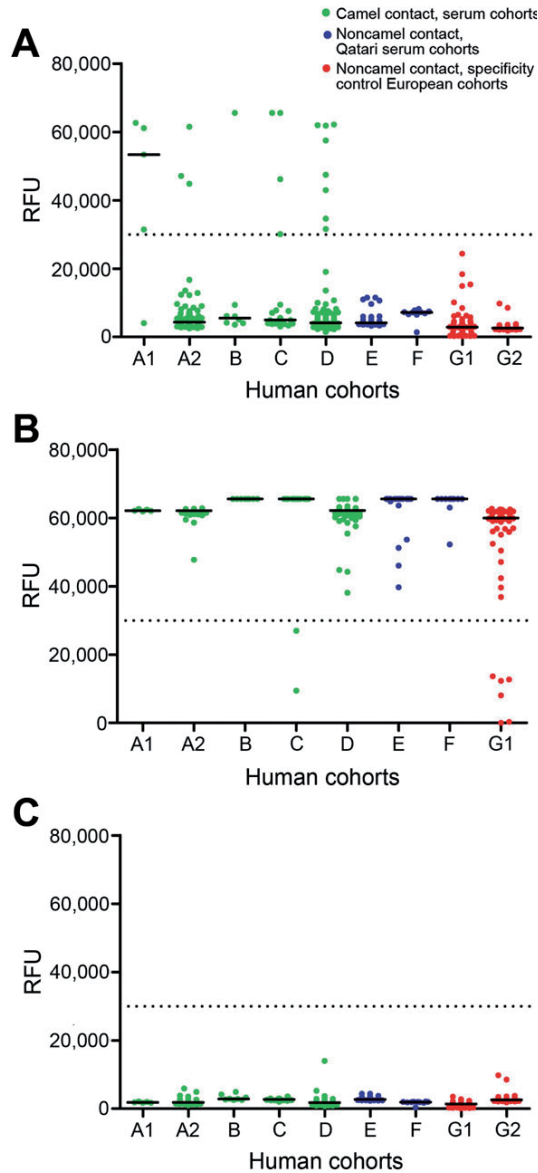 Camel contact, serum cohorts
Noncamel contact,
Qatari serum cohorts
Noncamel contact, specificity
control European cohorts
A
80,000
60,000
40,000
20,000
0
RFU
A1 A2 B C D E F G1 G2
Human cohorts
B
80,000
60,000
40,000
20,000
0
RFU
A1 A2 B C D E F G1
Human cohorts
C
80,000
60,000
40,000
20,000
0
RFU
A1 A2 B C D E F G1 G2
Human cohorts